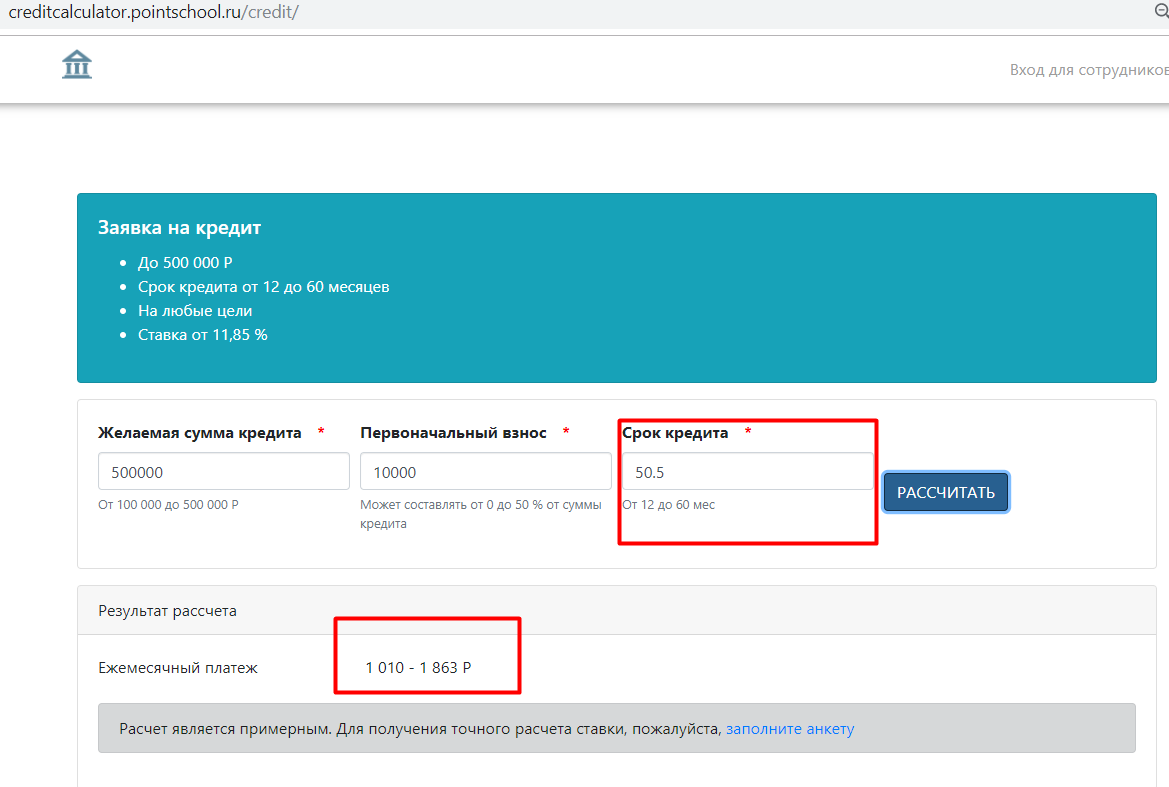 creditcalculator.pointschool.ru/credit/
Вход для сотрудников
Заявка на кредит
До 500 000 Р
Срок кредита от 12 до 60 месяцев
На любые цели
Ставка от 11,85 %
Желаемая сумма кредита *
500000
От 100 000 до 500 000 Р
Первоначальный взнос *
10000
Может составлять от 0 до 50 % от суммы
кредита
Срок кредита *
50.5
От 12 до 60 мес
РАССЧИТАТЬ
Результат рассчета
Ежемесячный платеж 1 010 - 1 863 Р
Расчет является примерным. Для получения точного расчета ставки, пожалуйста, заполните анкету